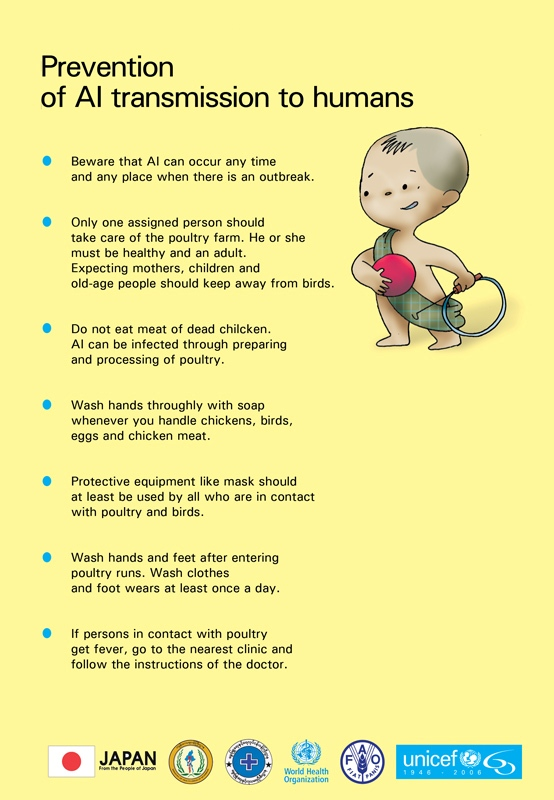 Prevention
of AI transmission to humans
Beware that AI can occur any time
and any place when there is an outbreak.
Only one assigned person should
take care of the poultry farm. He or she
must be healthy and an adult.
Expecting mothers, children and
old-age people should keep away from birds.
Do not eat meat of dead chilcken.
AI can be infected through preparing
and processing of poultry.
Wash hands throughly with soap
whenever you handle chickens, birds,
eggs and chicken meat.
Protective equipment like mask should
at least be used by all who are in contact
with poultry and birds.
Wash hands and feet after entering
poultry runs. Wash clothes
and foot wears at least once a day.
If persons in contact with poultry
get fever, go to the nearest clinic and
follow the instructions of the doctor.
JAPAN
From the People of Japan
World Health
Organization
F A O
FIAT PANIS
unicef
1946 - 2006